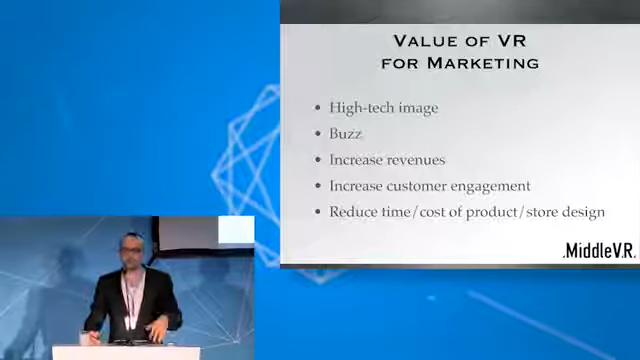 VALUE OF VR
FOR MARKETING
• High-tech image
• Buzz
• Increase revenues
• Increase customer engagement
• Reduce time/cost of product/store design
.MiddleV.R.